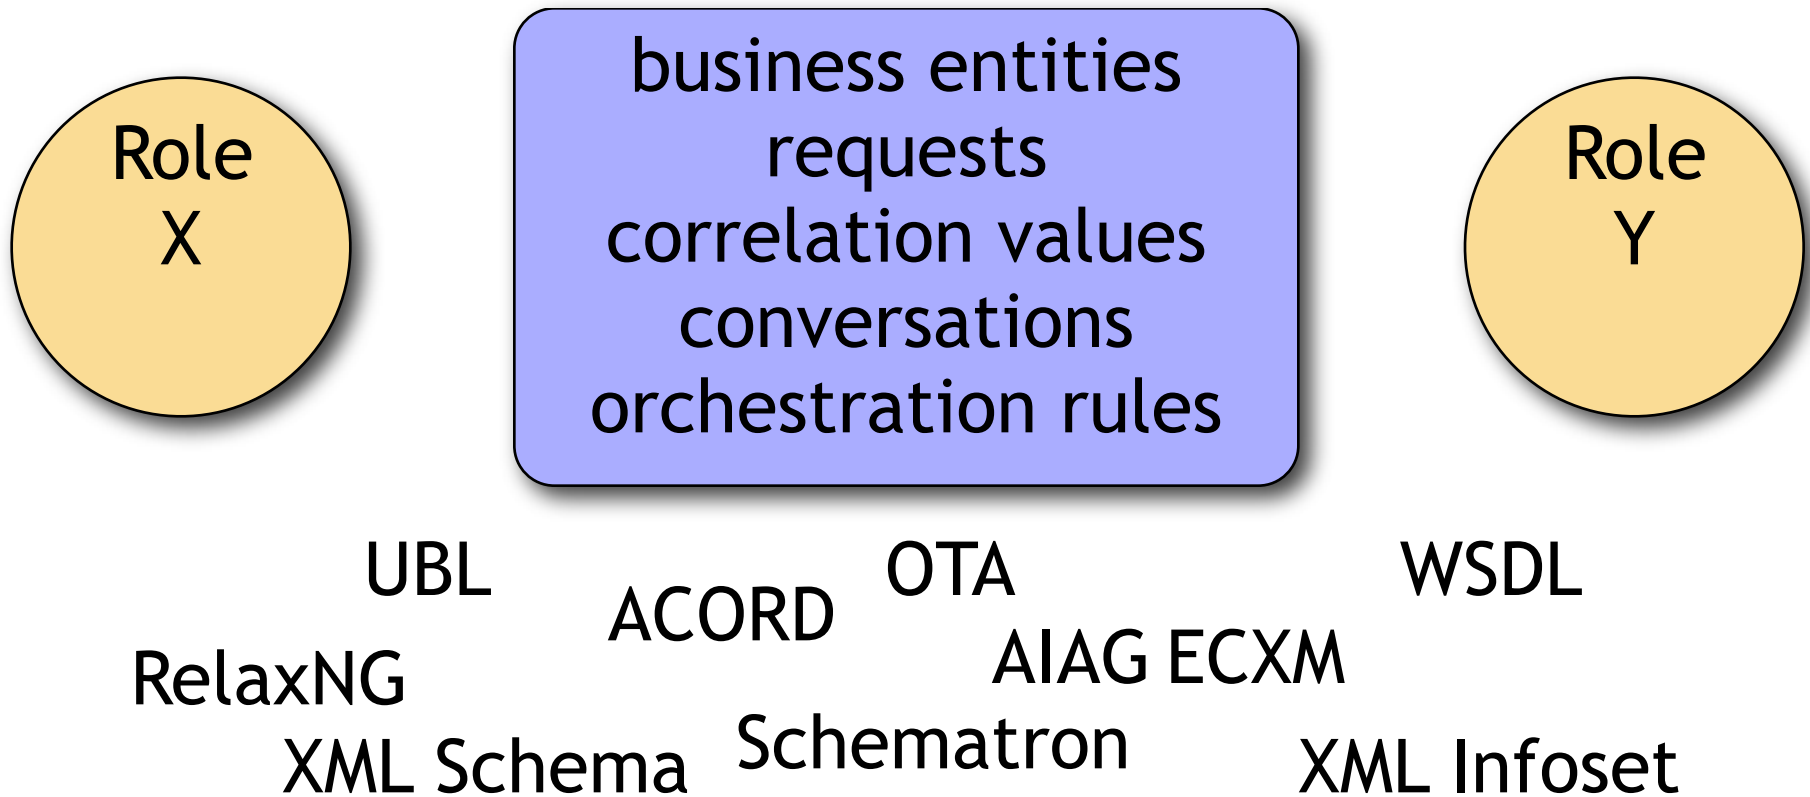 Role
X
business entities
requests
correlation values
conversations
orchestration rules
Role
Y
UBL
OTA
WSDL
ACORD
AIAG ECXM
RelaxNG
Schematron
XML Schema
XML Infoset